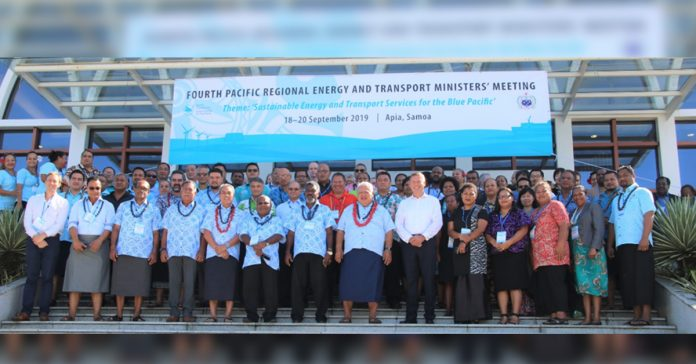 FOURTH PACIFIC REGIONAL ENERGY AND TRANSPORT MINISTERS' MEETING
Theme: 'Sustainable Energy and Transport Services for the Blue Pacific'
18–20 September 2019 | Apia, Samoa